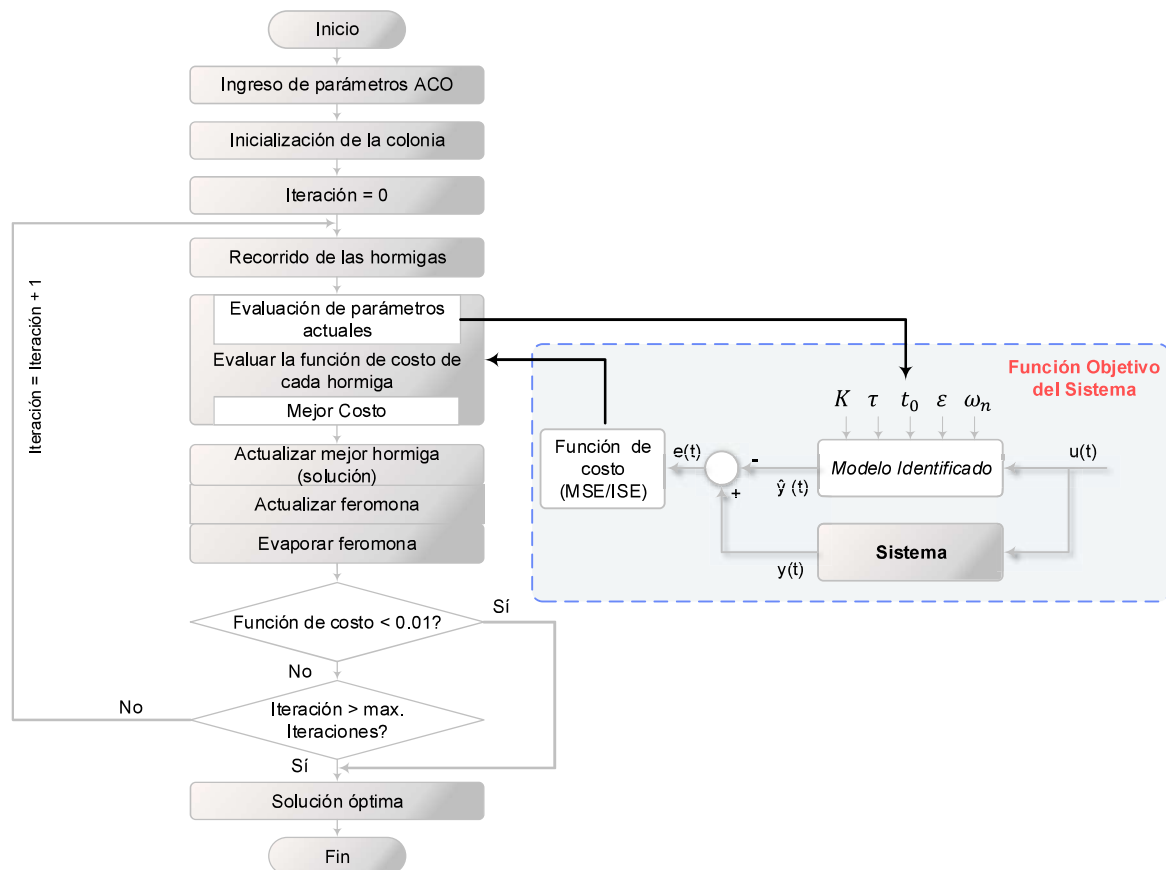 Inicio
Ingreso de parámetros ACO
Inicialización de la colonia
Iteración = 0
Recorrido de las hormigas
Evaluación de parámetros
actuales
Evaluar la función de costo de
cada hormiga
Mejor Costo
Actualizar mejor hormiga
(solución)
Actualizar feromona
Evaporar feromona
Función de costo < 0.01?
Sí
No
Iteración > max.
Iteraciones?
No
Sí
Solución óptima
Fin
Iteración = Iteración + 1
Función Objetivo
del Sistema
K τ t₀ ε ωₙ
Función de
costo
(MSE/ISE)
e(t)
-
+
ŷ (t)
Modelo Identificado
u(t)
Sistema
y(t)